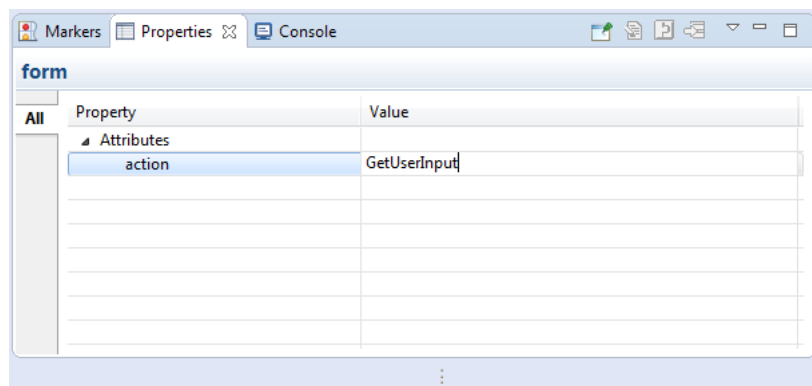 Markers Properties Console
form
All Property Value
Attributes
action GetUserInput